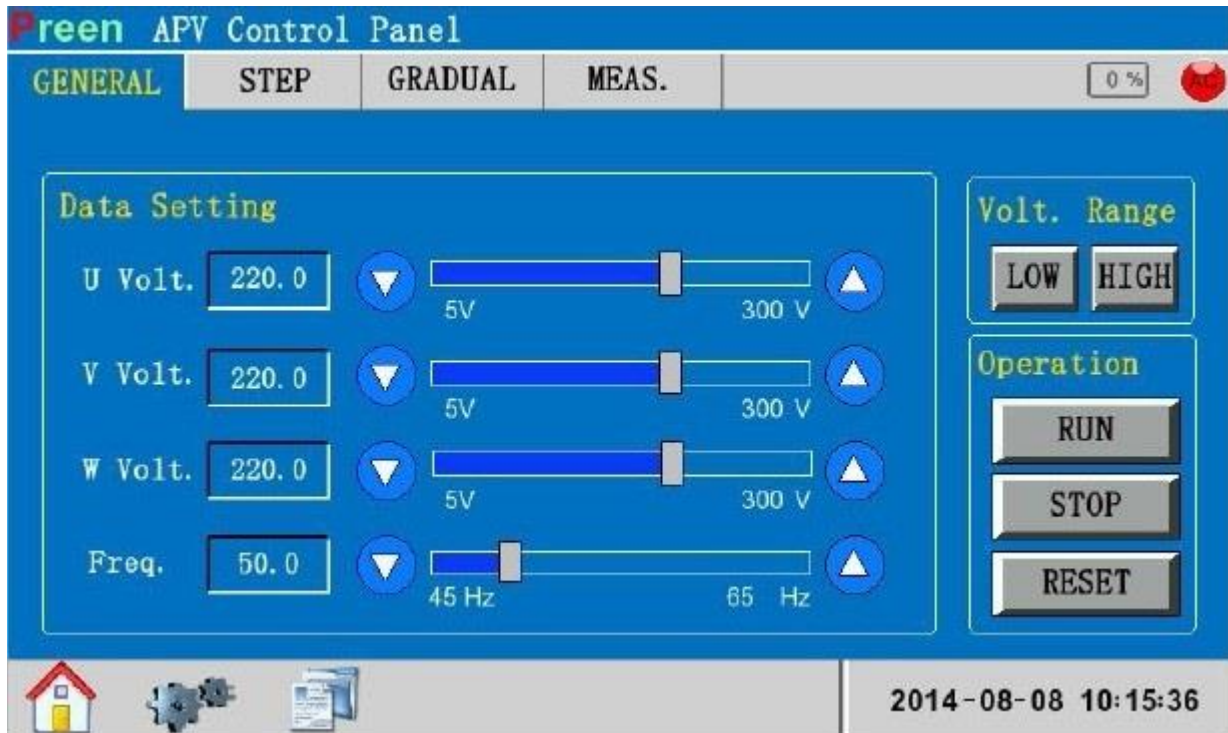 Preen APV Control Panel
GENERAL STEP GRADUAL MEAS. 0 % AC
Data Setting
U Volt. 220.0 5V 300 V
V Volt. 220.0 5V 300 V
W Volt. 220.0 5V 300 V
Freq. 50.0 45 Hz 65 Hz
Volt. Range
LOW HIGH
Operation
RUN
STOP
RESET
2014-08-08 10:15:36